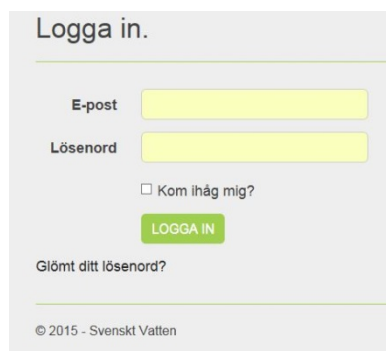 Logga in.
E-post
Lösenord
Kom ihåg mig?
LOGGA IN
Glömt ditt lösenord?
© 2015 - Svenskt Vatten